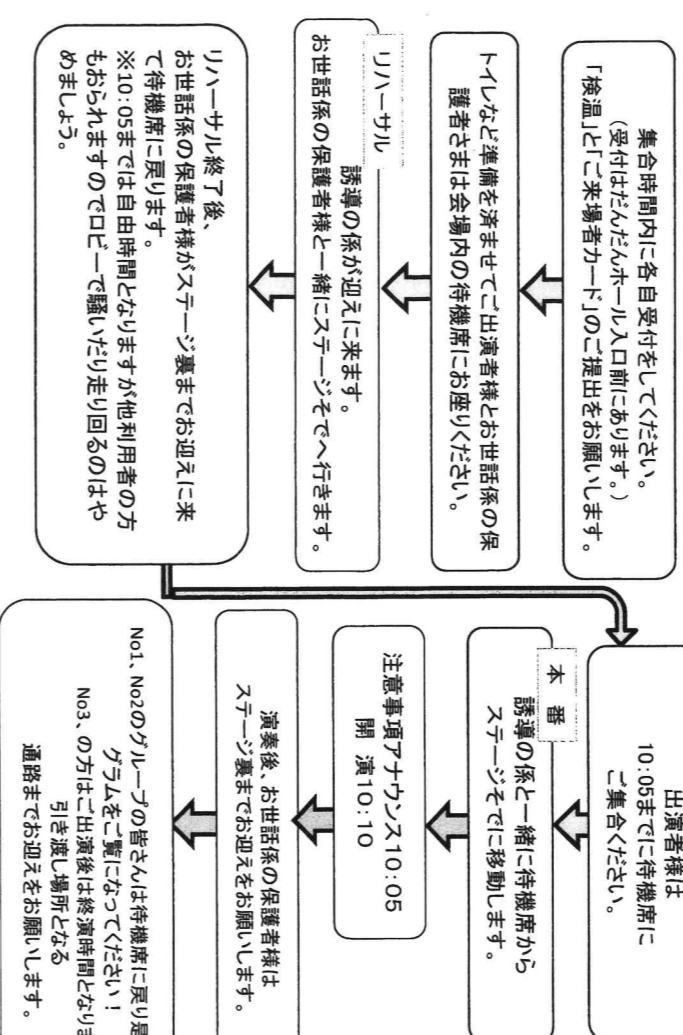 集合時間内に各自受付をしてください。
(受付はだんだんホール入口前にあります。)
「検温」と「ご来場者カード」のご提出をお願いします。
トイレなど準備を済ませてご出演者様とお世話係の保
護者さまは会場内の待機席にお座りください。
リハーサル
誘導の係が迎えに来ます。
お世話係の保護者様と一緒にステージそでへ行きます。
リハーサル終了後、
お世話係の保護者様がステージ裏までお迎えに来
て待機席に戻ります。
※10:05までは自由時間となりますが他利用者の方
もおられますのでロビーで騒いだり走り回るのはや
めましょう。
出演者様は
10:05までに待機席に
ご集合ください。
本 番
誘導の係と一緒に待機席から
ステージそでに移動します。
注意事項アナウンス10:05
開 演10:10
演奏後、お世話係の保護者様は
ステージ裏までお迎えをお願いします。
No1、No2のグループの皆さんは待機席に戻り是
グラムをご覧になってください!
No3、の方はご出演後は終演時間となりま
引き渡し場所となる
通路までお迎えをお願いします。